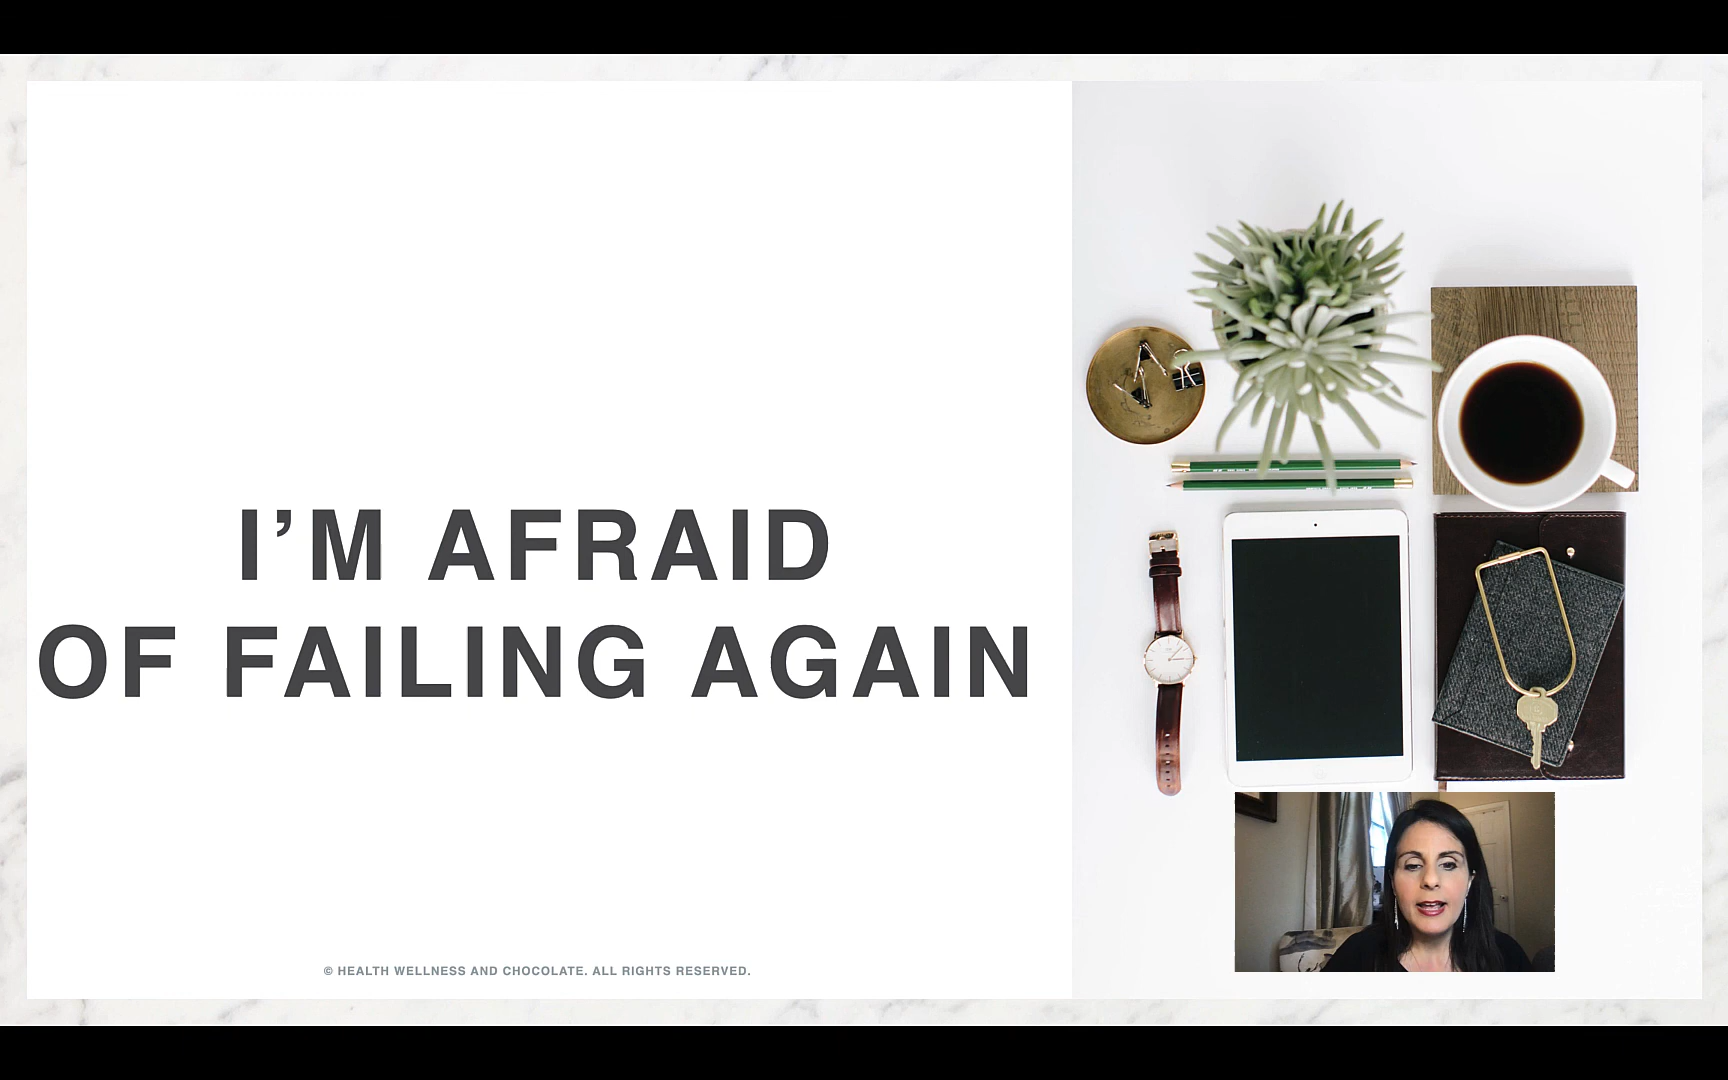 I’M AFRAID
OF FAILING AGAIN
© HEALTH WELLNESS AND CHOCOLATE. ALL RIGHTS RESERVED.